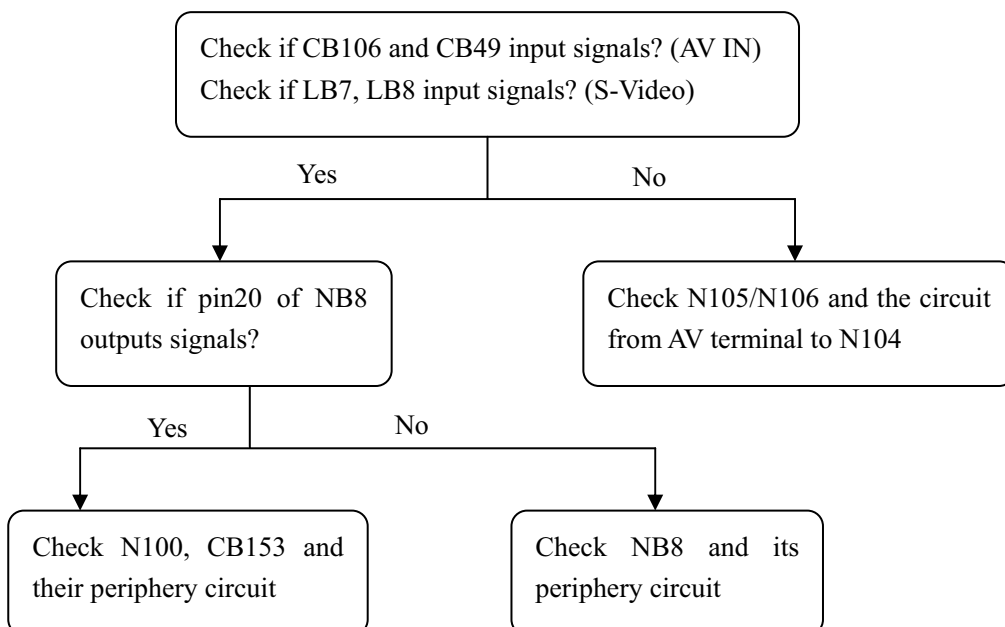 Check if CB106 and CB49 input signals? (AV IN)
Check if LB7, LB8 input signals? (S-Video)
Yes
No
Check if pin20 of NB8
outputs signals?
Check N105/N106 and the circuit
from AV terminal to N104
Yes
No
Check N100, CB153 and
their periphery circuit
Check NB8 and its
periphery circuit